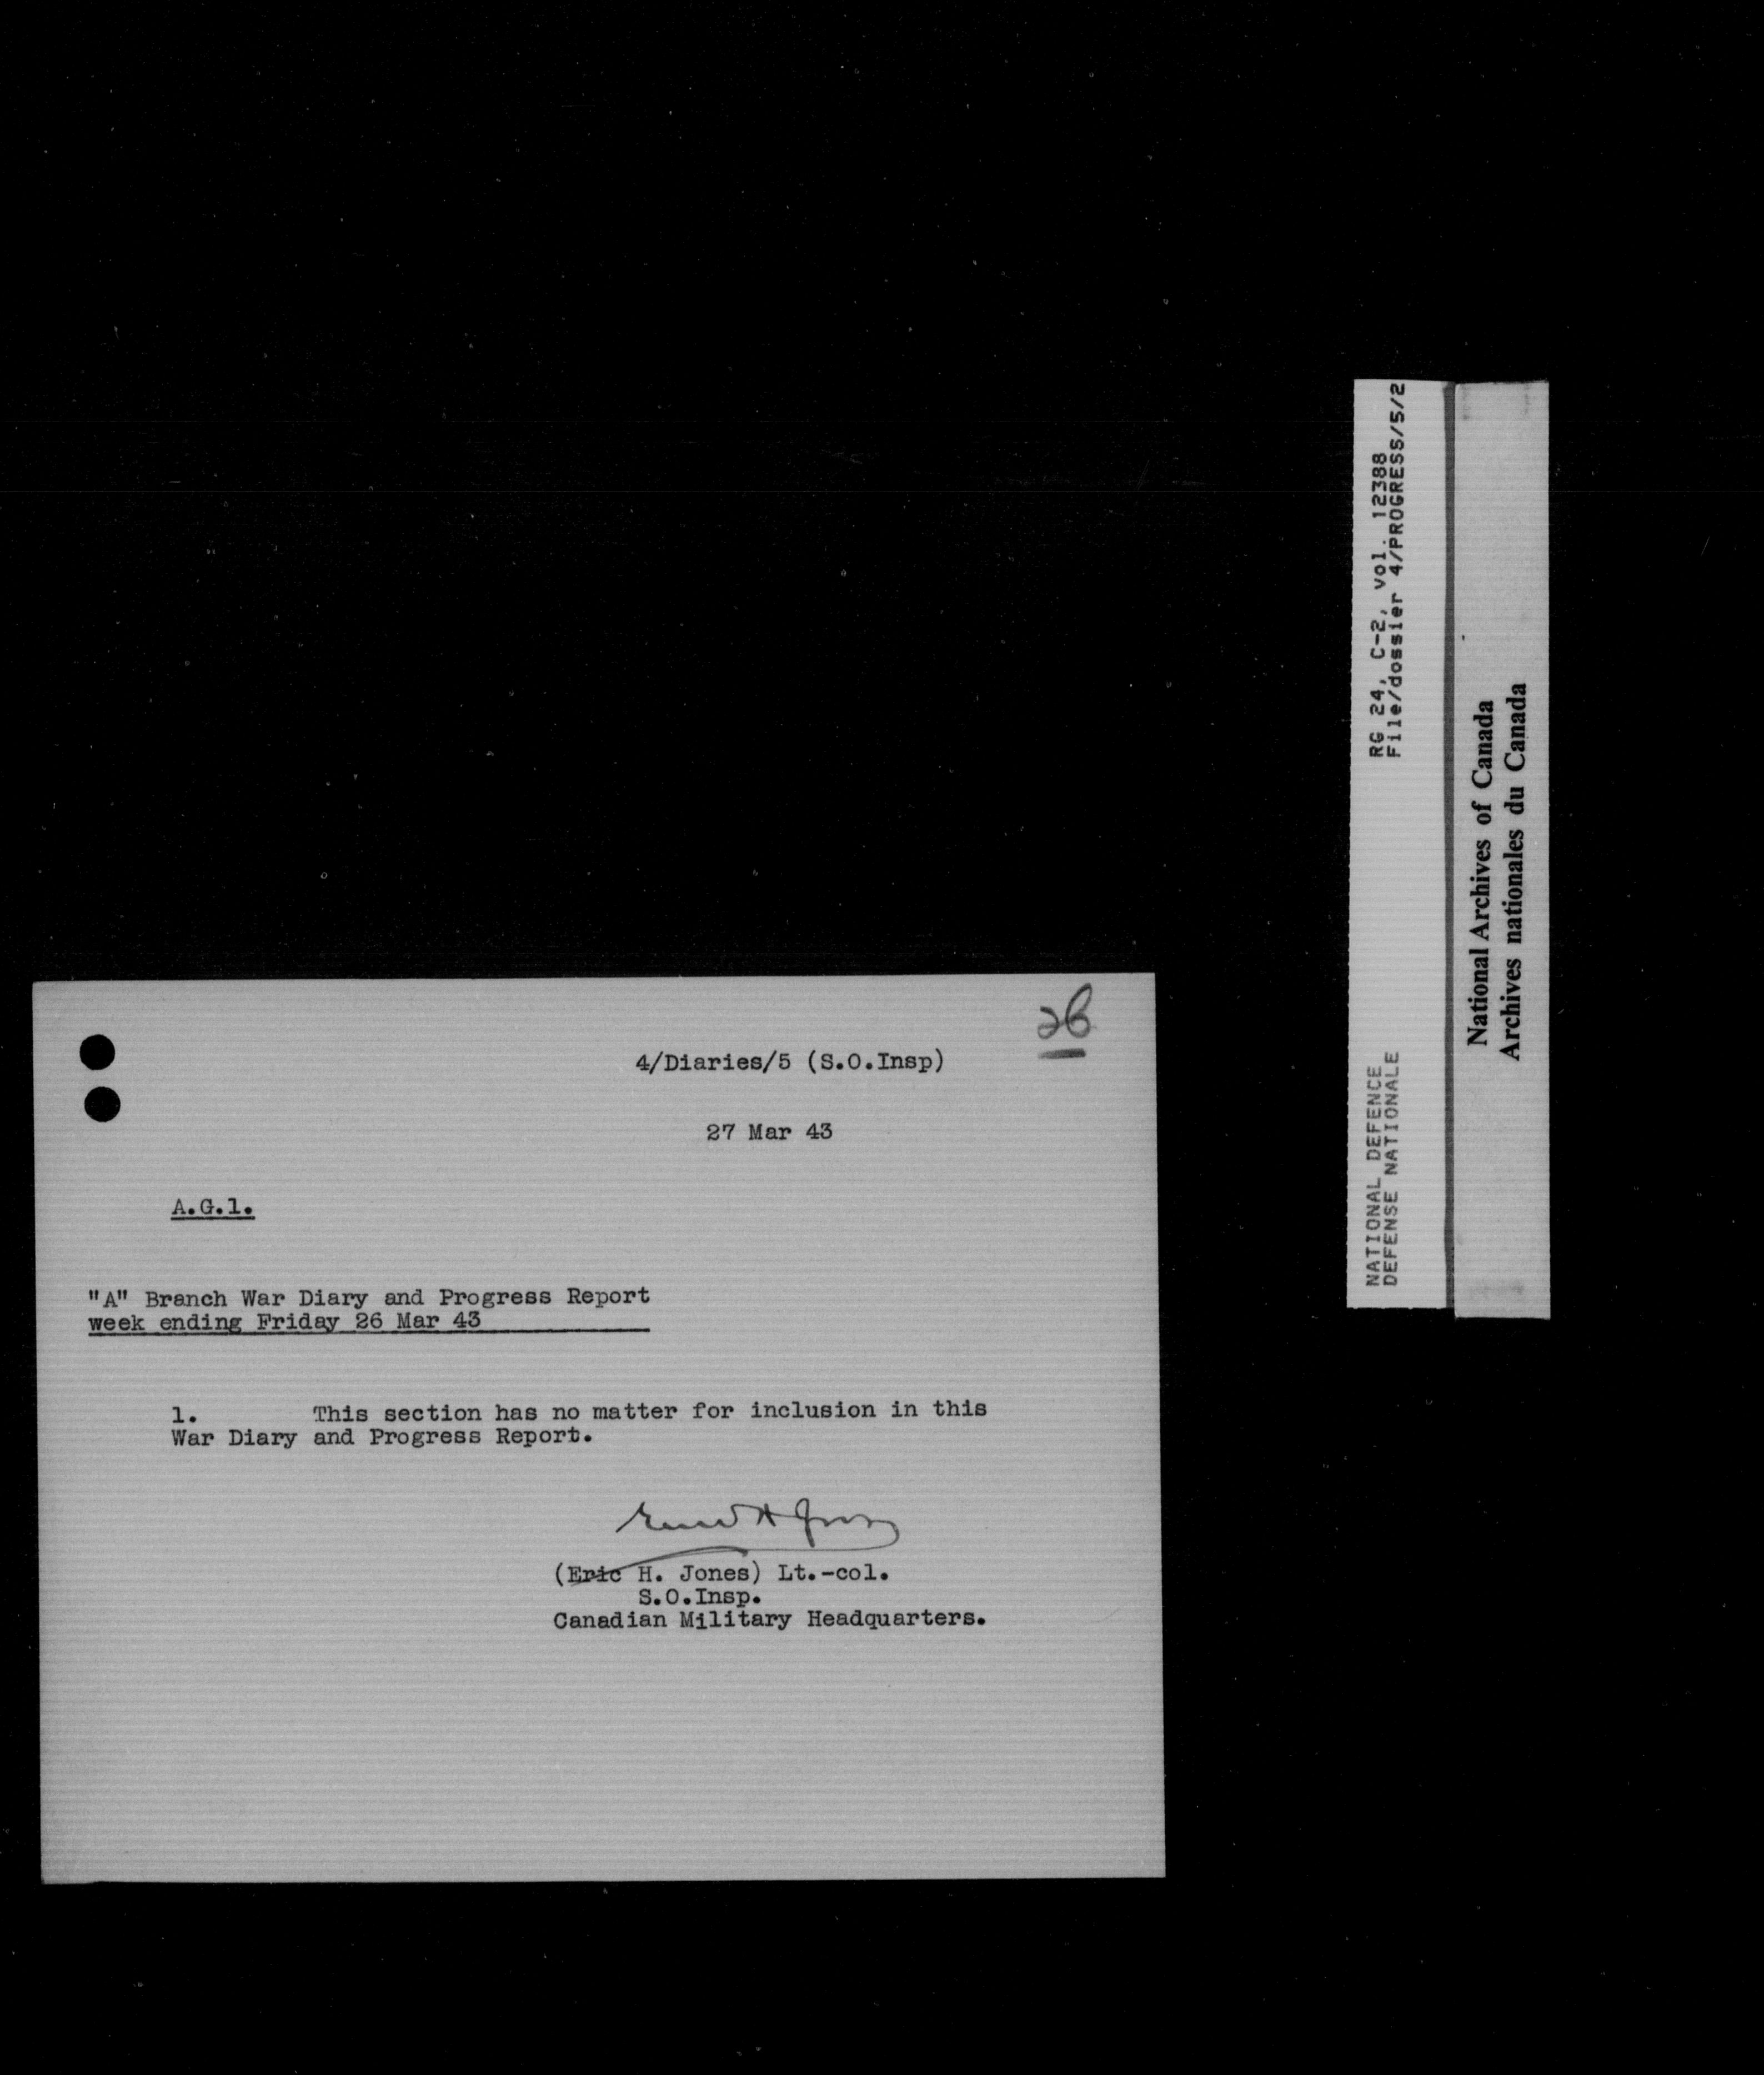 26
4/Diaries/5 (S.O.Insp)
27 Mar 43
A.G.1.
"A" Branch War Diary and Progress Report
week ending Friday 26 Mar 43
1. This section has no matter for inclusion in this
War Diary and Progress Report.
(Eric H. Jones) Lt.-col.
S.O.Insp.
Canadian Military Headquarters.
NATIONAL DEFENCE RG 24, C-2, vol. 12388
DEFENSE NATIONALE File/dossier 4/PROGRESS/5/2
National Archives of Canada
Archives nationales du Canada